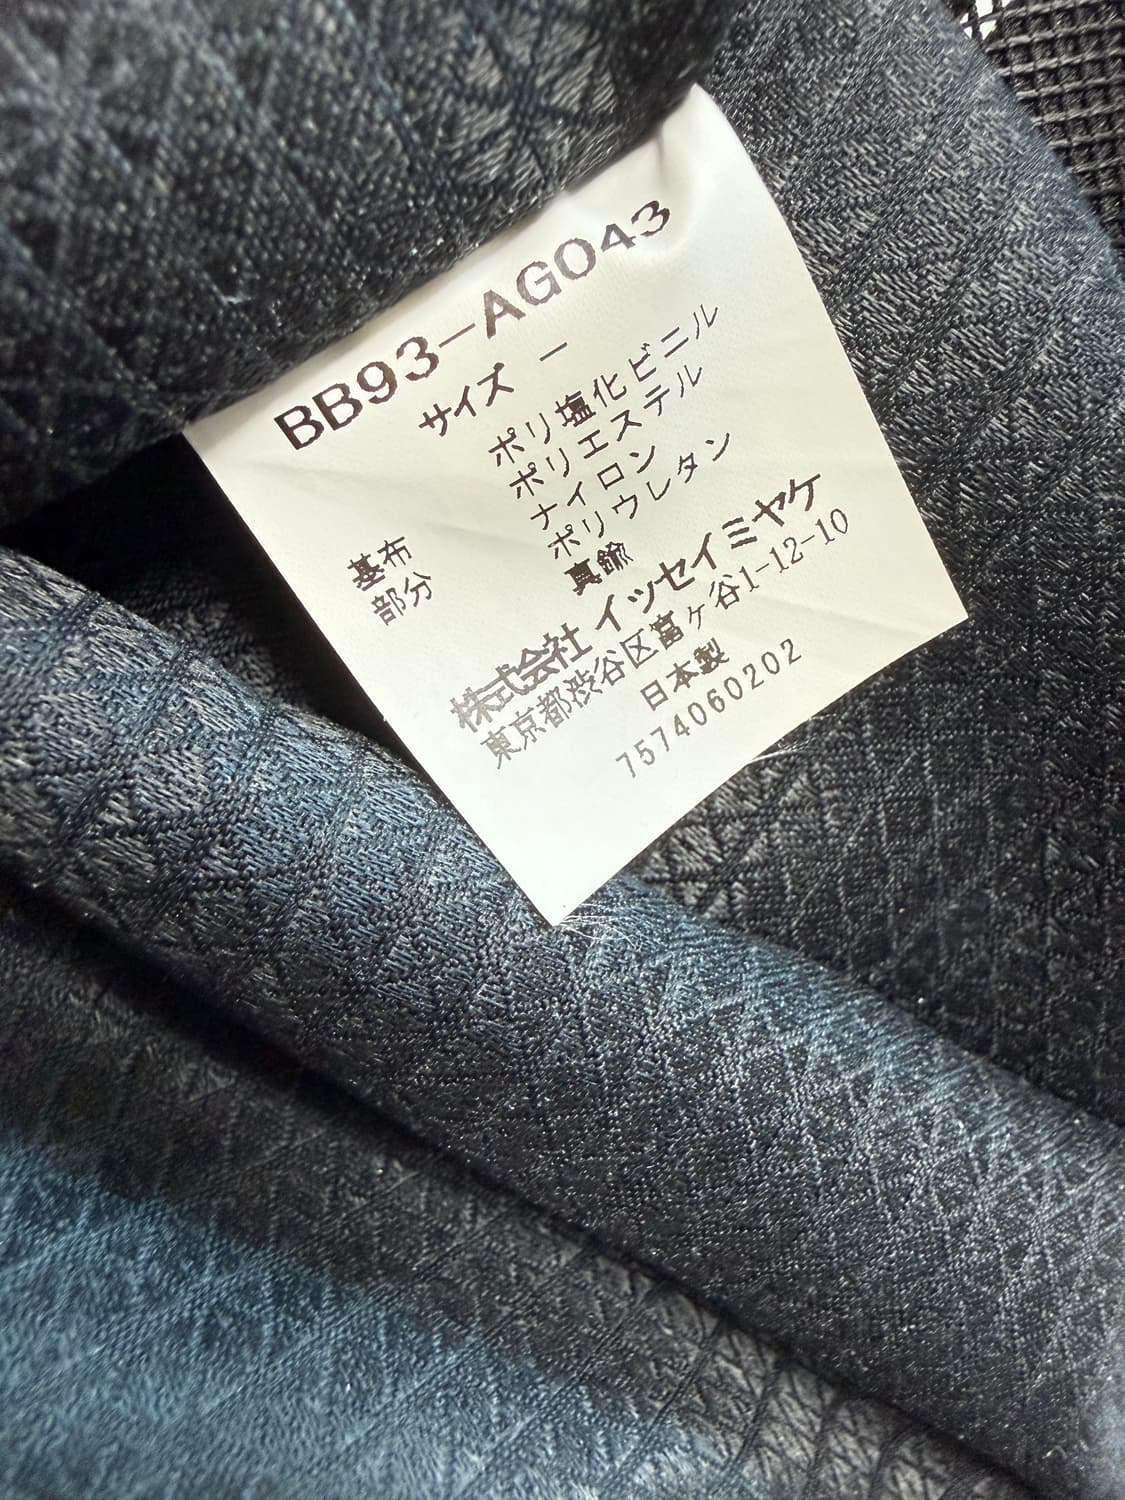 BB93-AG043
サイズ －
ポリ塩化ビニル
ポリエステル
ナイロン
基布 ポリウレタン
部分 真鍮
株式会社 イッセイミヤケ
東京都渋谷区富ヶ谷1-12-10
日本製
7574060202